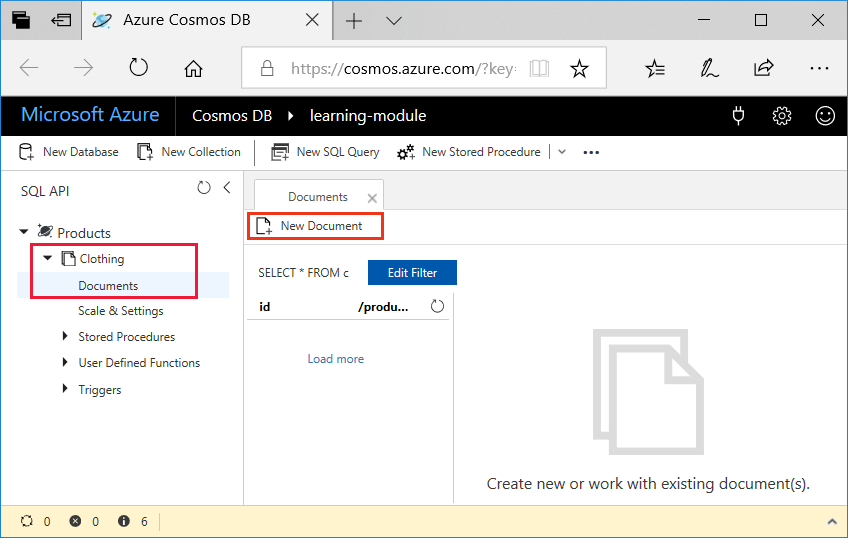 Azure Cosmos DB
https://cosmos.azure.com/?key=
Microsoft Azure Cosmos DB learning-module
New Database New Collection New SQL Query New Stored Procedure
SQL API
Documents
New Document
Products
Clothing
Documents
Scale & Settings
Stored Procedures
User Defined Functions
Triggers
SELECT * FROM c Edit Filter
id /produ...
Load more
Create new or work with existing document(s).
0 0 6